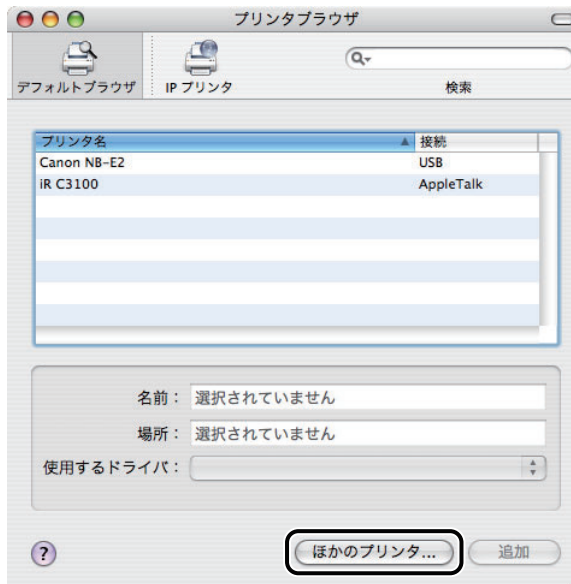 プリンタブラウザ
デフォルトブラウザ
IP プリンタ
検索
プリンタ名
接続
Canon NB-E2
USB
iR C3100
AppleTalk
名前：
選択されていません
場所：
選択されていません
使用するドライバ：
?
ほかのプリンタ...
追加